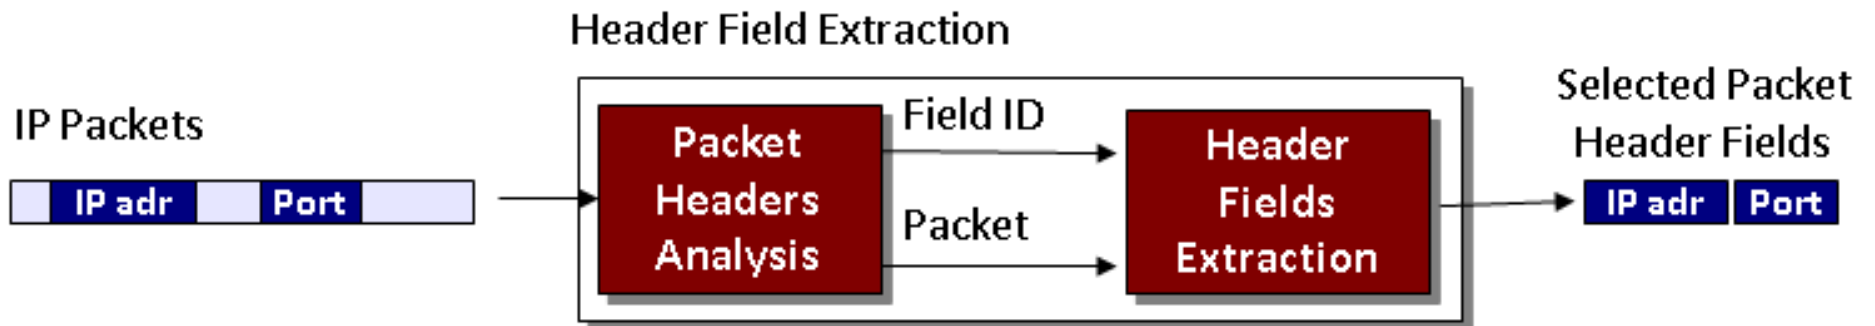 Header Field Extraction
IP Packets
IP adr
Port
Packet
Headers
Analysis
Field ID
Packet
Header
Fields
Extraction
Selected Packet
Header Fields
IP adr
Port